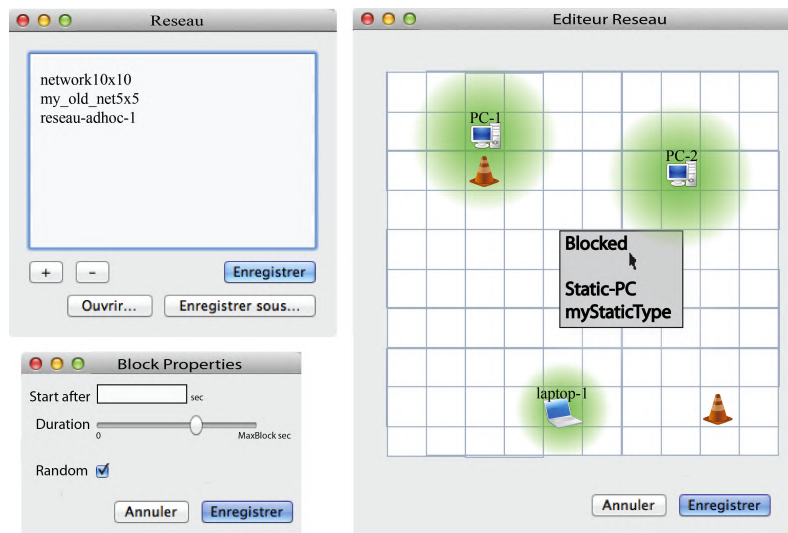 Reseau
network10x10
my_old_net5x5
reseau-adhoc-1
+ -
Enregistrer
Ouvrir... Enregistrer sous...
Block Properties
Start after sec
Duration
0 MaxBlock sec
Random
Annuler Enregistrer
Editeur Reseau
PC-1
PC-2
Blocked
Static-PC
myStaticType
laptop-1
Annuler Enregistrer